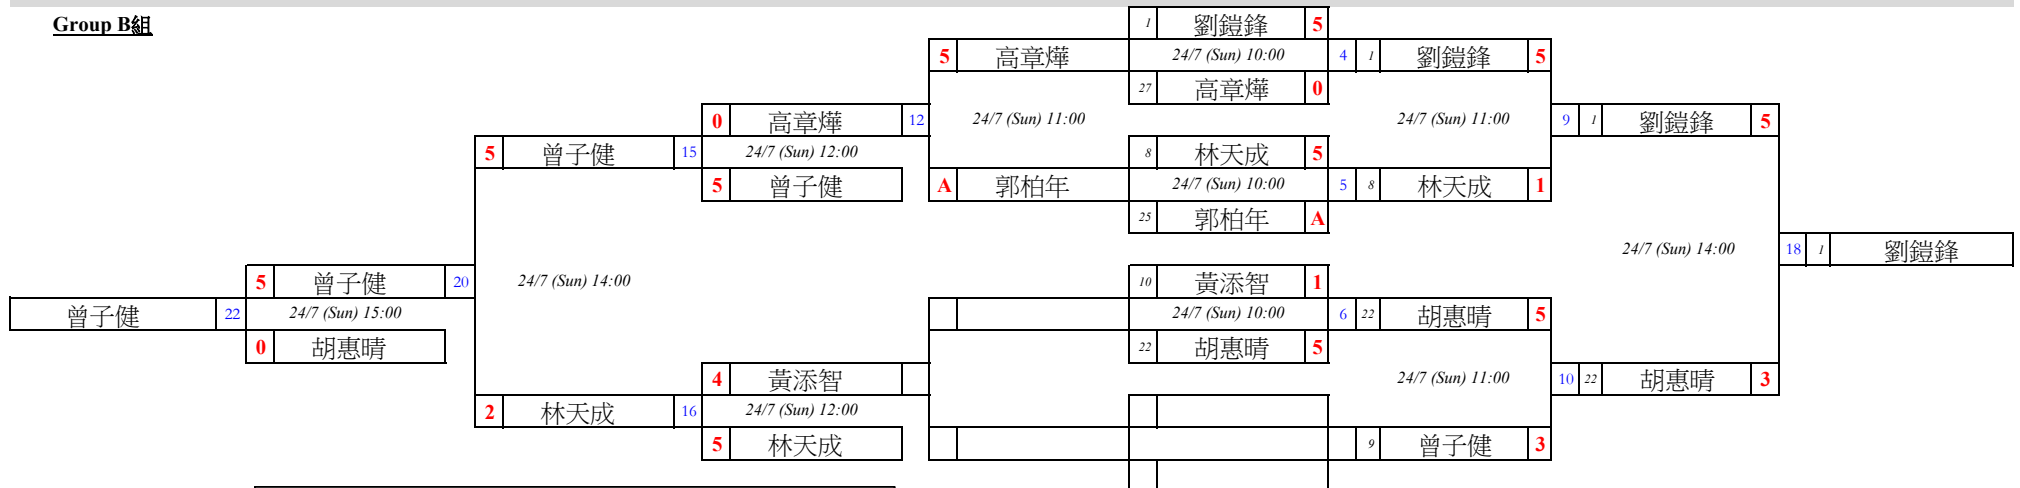 Group B組
1 劉鎧鋒 5
5 高章燁 24/7 (Sun) 10:00 4 1 劉鎧鋒 5
27 高章燁 0
0 高章燁 12 24/7 (Sun) 11:00 24/7 (Sun) 11:00 9 1 劉鎧鋒 5
5 曾子健 15 24/7 (Sun) 12:00 8 林天成 5
5 曾子健 A 郭柏年 24/7 (Sun) 10:00 5 8 林天成 1
25 郭柏年 A
24/7 (Sun) 14:00 18 1 劉鎧鋒
5 曾子健 20 24/7 (Sun) 14:00 10 黃添智 1
曾子健 22 24/7 (Sun) 15:00 24/7 (Sun) 10:00 6 22 胡惠晴 5
0 胡惠晴 22 胡惠晴 5
4 黃添智 24/7 (Sun) 11:00 10 22 胡惠晴 3
2 林天成 16 24/7 (Sun) 12:00
5 林天成 9 曾子健 3